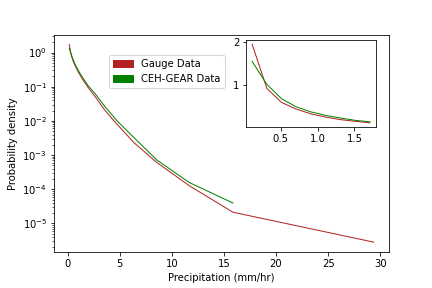 Gauge Data
CEH-GEAR Data
2
1
0.5 1.0 1.5
10⁰
10⁻¹
10⁻²
10⁻³
10⁻⁴
10⁻⁵
Probability density
0 5 10 15 20 25 30
Precipitation (mm/hr)